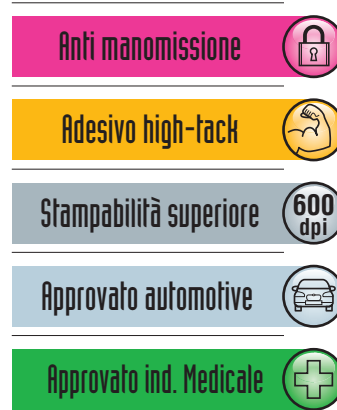 Anti manomissione
Adesivo high-tack
Stampabilità superiore
600
dpi
Approvato automotive
Approvato ind. Medicale